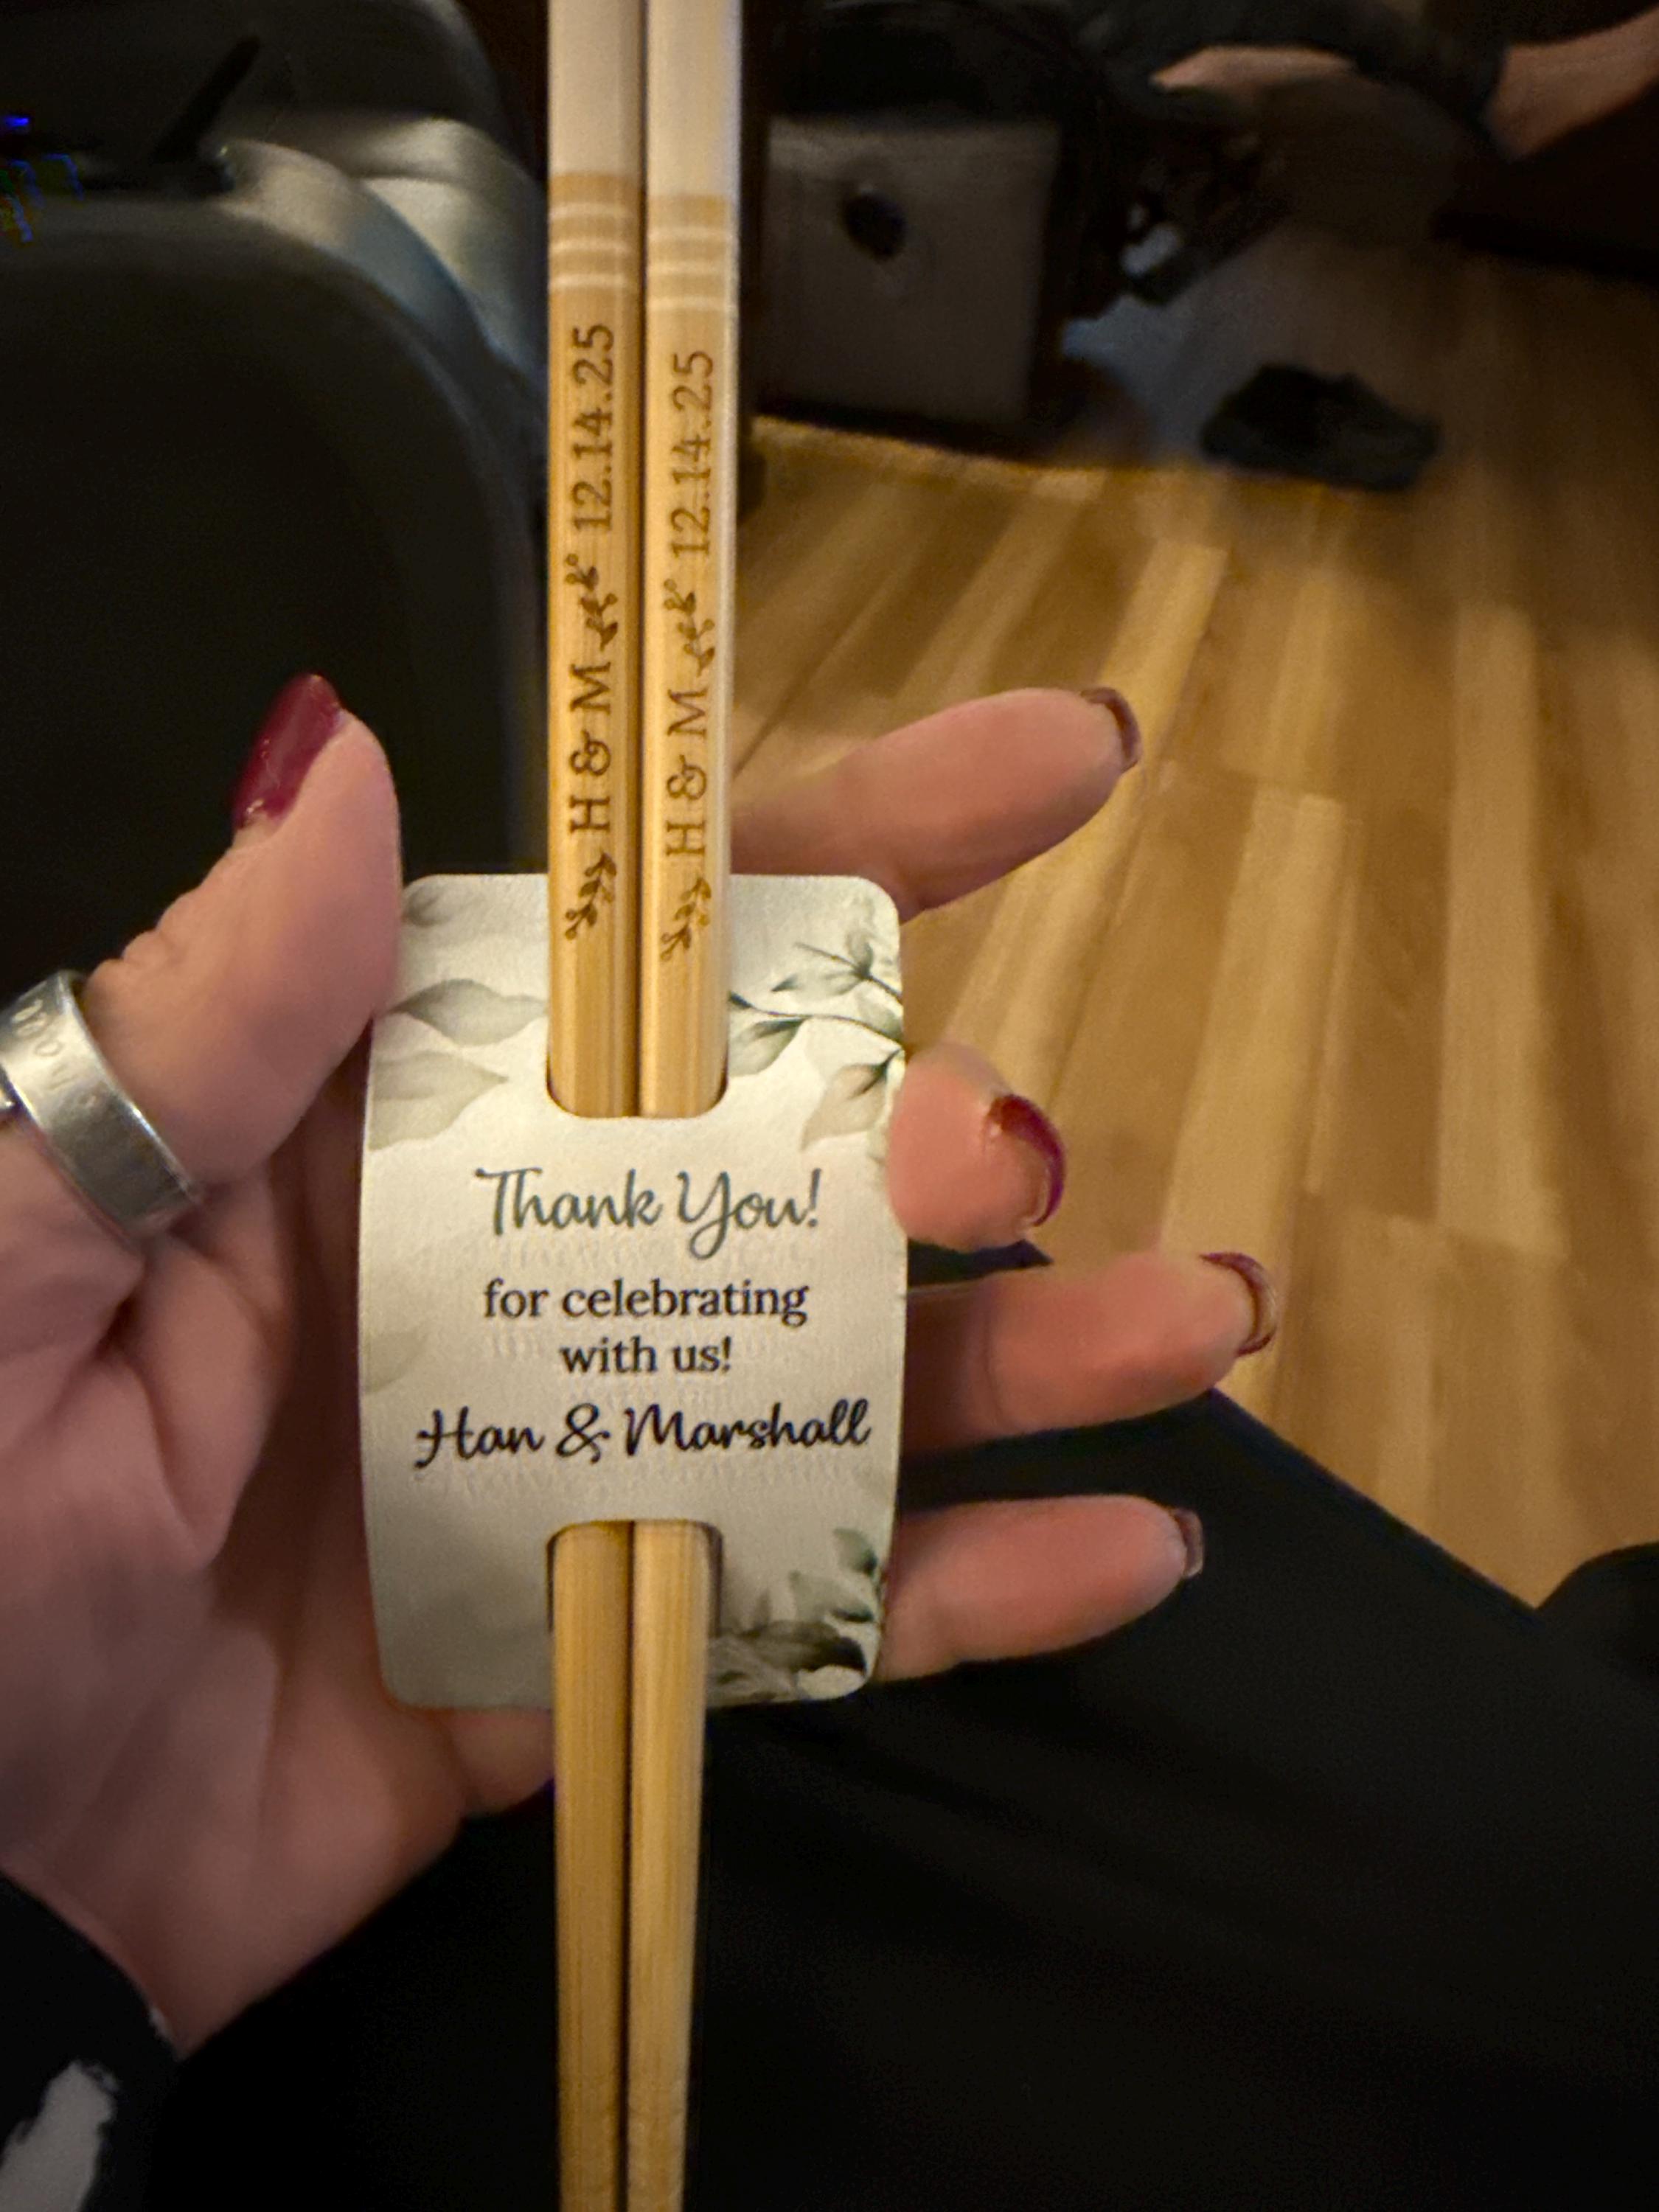 H & M 12.14.25
H & M 12.14.25
Thank You!
for celebrating
with us!
Han & Marshall